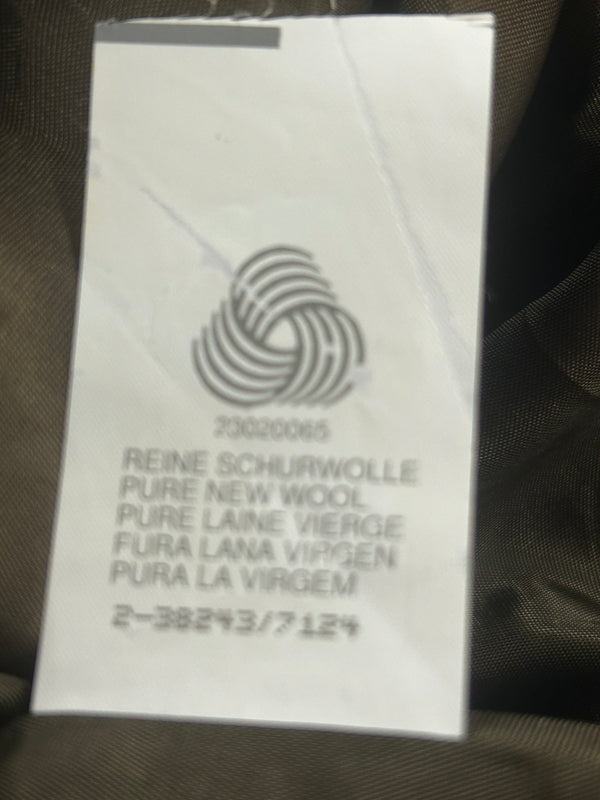 23020065
REINE SCHURWOLLE
PURE NEW WOOL
PURE LAINE VIERGE
PURA LANA VIRGEN
PURA LA VIRGEM
2-38243/7124